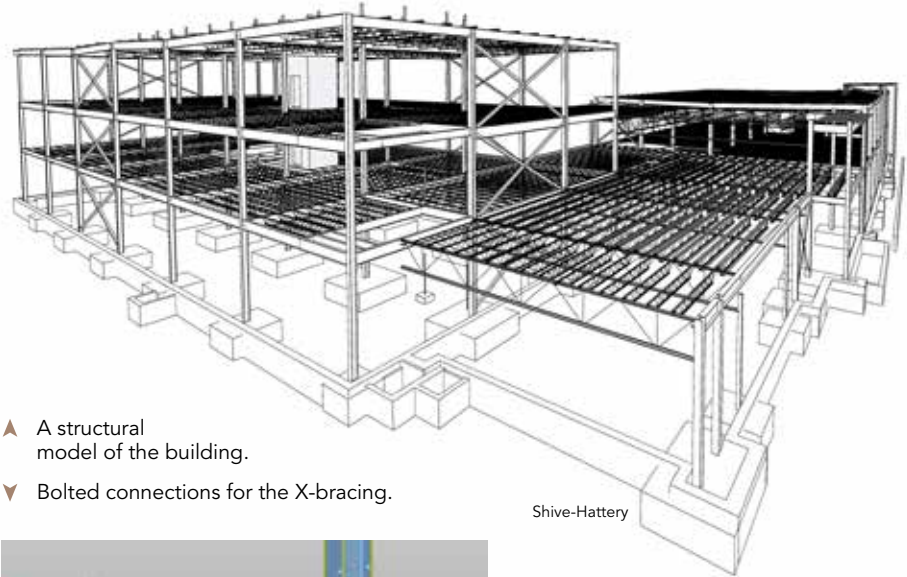 A structural
model of the building.
Bolted connections for the X-bracing.
Shive-Hattery